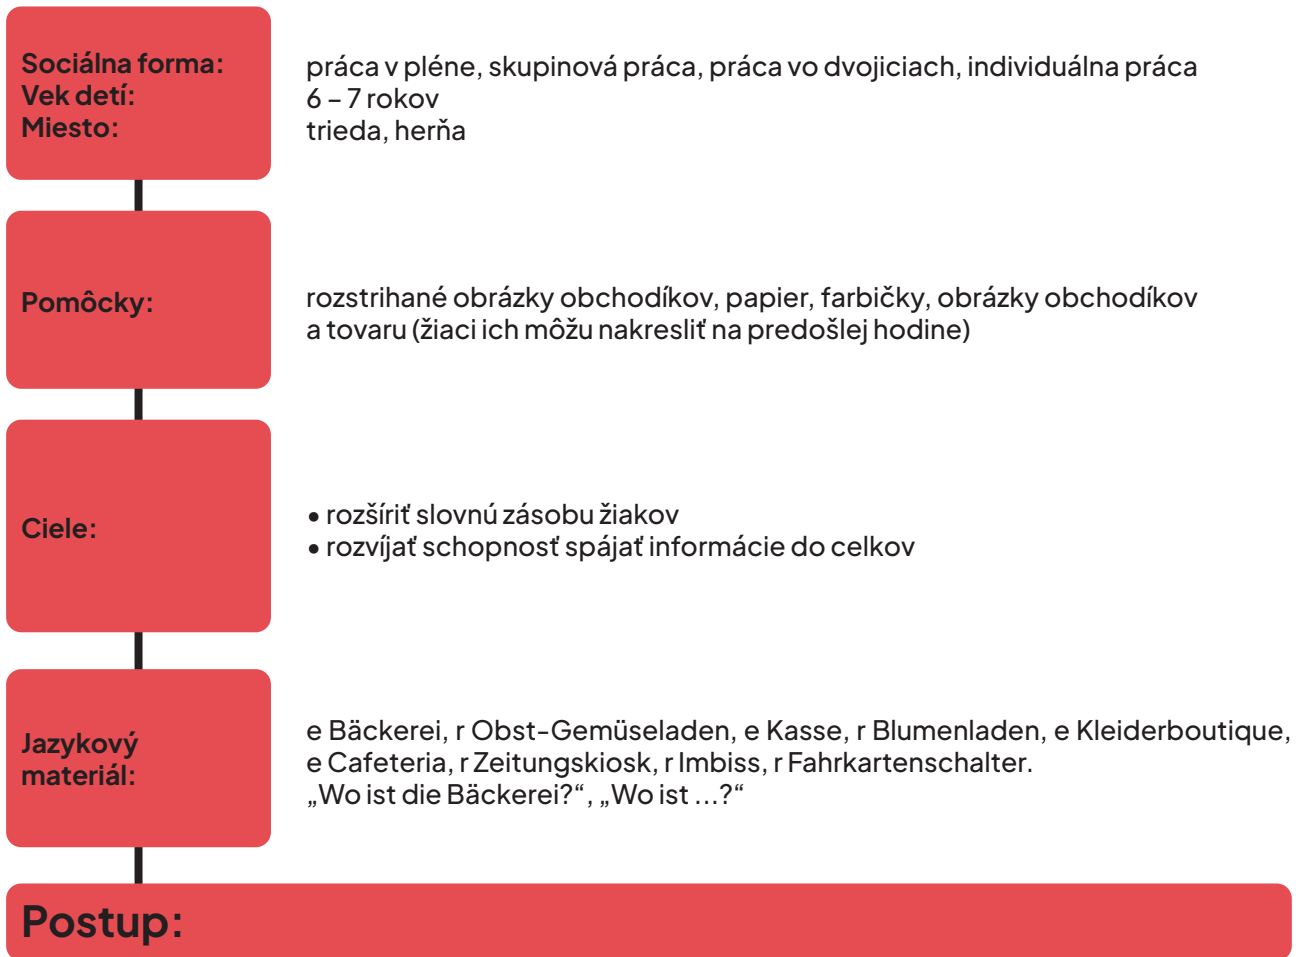 Sociálna forma: práca v pléne, skupinová práca, práca vo dvojiciach, individuálna práca
Vek detí: 6 – 7 rokov
Miesto: trieda, herňa
Pomôcky: rozstrihané obrázky obchodíkov, papier, farbičky, obrázky obchodíkov
a tovaru (žiaci ich môžu nakresliť na predošlej hodine)
Ciele:
• rozšíriť slovnú zásobu žiakov
• rozvíjať schopnosť spájať informácie do celkov
Jazykový
materiál:
e Bäckerei, r Obst-Gemüseladen, e Kasse, r Blumenladen, e Kleiderboutique,
e Cafeteria, r Zeitungskiosk, r Imbiss, r Fahrkartenschalter.
„Wo ist die Bäckerei?“, „Wo ist ...?“
Postup: